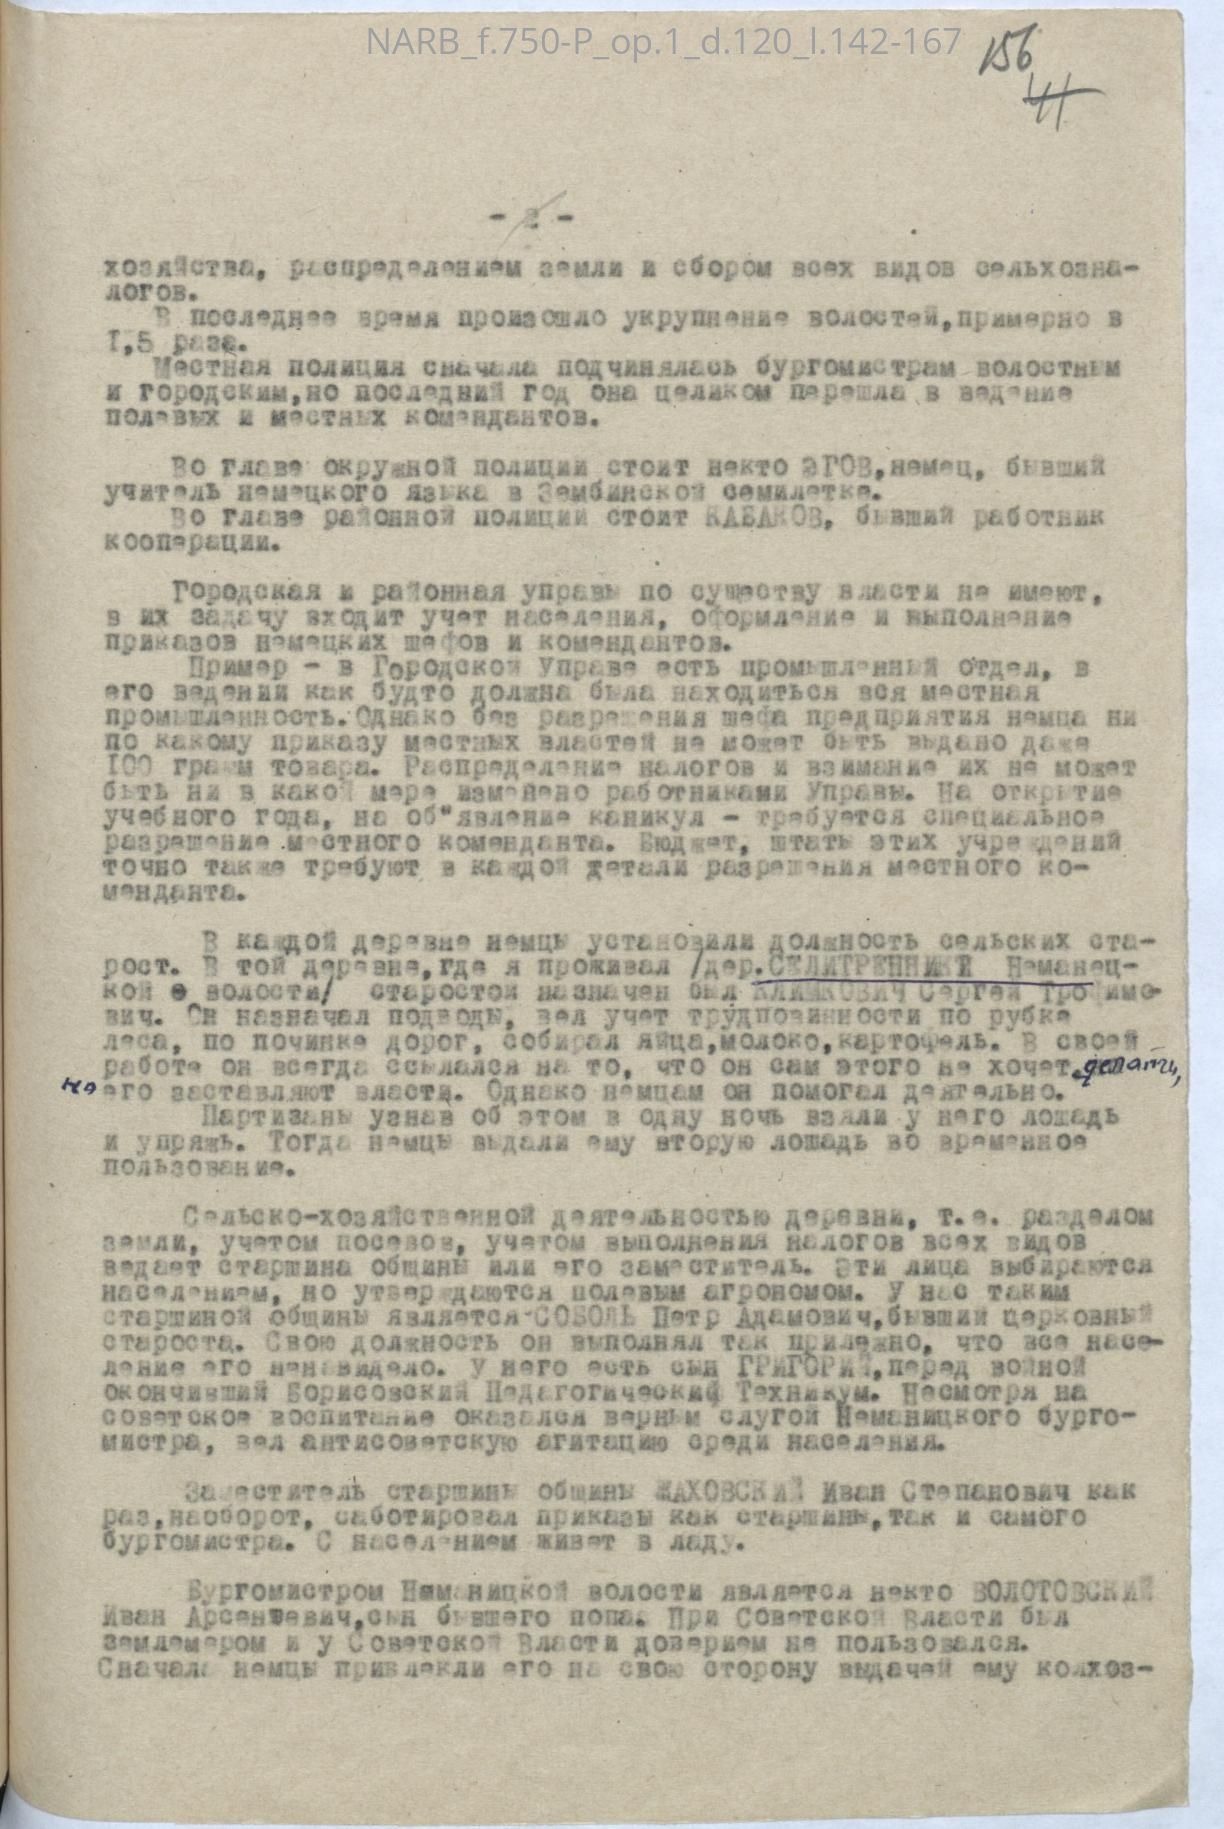 NARB_f.750-P_op.1_d.120_l.142-167
156
41
- 2 -
хозяйства, распределением земли и сбором всех видов сельхозна-
логов.
В последнее время произошло укрупнение волостей,примерно в
I,5 раза.
Местная полиция сначала подчинялась бургомистрам волостным
и городским,но последний год она целиком перешла в ведение
полевых и местных комендантов.
Во главе окружной полиции стоит некто ЭГОВ,немец, бывший
учитель немецкого языка в Зембинской семилетке.
Во главе районной полиции стоит КАБАКОВ, бывший работник
кооперации.
Городская и районная управы по существу власти не имеют,
в их задачу входит учет населения, оформление и выполнение
приказов немецких шефов и комендантов.
Пример - в Городской Управе есть промышленный отдел, в
его ведении как будто должна была находиться вся местная
промышленность. Однако без разрешения шефа предприятия немца ни
по какому приказу местных властей не может быть выдано даже
I00 грамм товара. Распределение налогов и взимание их не может
быть ни в какой мере изменено работниками Управы. На открытие
учебного года, на об"явление каникул - требуется специальное
разрешение местного коменданта. Бюджет, штаты этих учреждений
точно также требуют в каждой детали разрешения местного ко-
менданта.
В каждой деревне немцы установили должность сельских ста-
рост. В той деревне,где я проживал /дер.СЕЛИТРЕННИКИ Неманец-
кой волости/ старостой назначен был КЛИМКОВИЧ Сергей Трофимо-
вич. Он назначал подводы, вел учет трудповинности по рубке
леса, по починке дорог, собирал яйца,молоко,картофель. В своей
работе он всегда ссылался на то, что он сам этого не хочет делать,
но его заставляют власти. Однако немцам он помогал деятельно.
Партизаны узнав об этом в одну ночь взяли у него лошадь
и упряжь. Тогда немцы выдали ему вторую лошадь во временное
пользование.
Сельско-хозяйственной деятельностью деревни, т.е. разделом
земли, учетом посевов, учетом выполнения налогов всех видов
ведает старшина общины или его заместитель. Эти лица выбираются
населением, но утверждаются полевым агрономом. У нас таким
старшиной общины является СОБОЛЬ Петр Адамович,бывший церковный
староста. Свою должность он выполнял так прилежно, что все насе-
ление его ненавидело. У него есть сын ГРИГОРИЙ,перед войной
окончивший Борисовский Педагогический Техникум. Несмотря на
советское воспитание оказался верным слугой Неманицкого бурго-
мистра, вел антисоветскую агитацию среди населения.
Заместитель старшины общины ЖАХОВСКИЙ Иван Степанович как
раз,наоборот, саботировал приказы как старшины,так и самого
бургомистра. С населением живет в ладу.
Бургомистром Неманицкой волости является некто ВОЛОТОВСКИЙ
Иван Арсентевич,сын бывшего попа. При Советской Власти был
землемером и у Советской Власти доверием не пользовался.
Сначала немцы привлекли его на свою сторону выдачей ему колхоз-